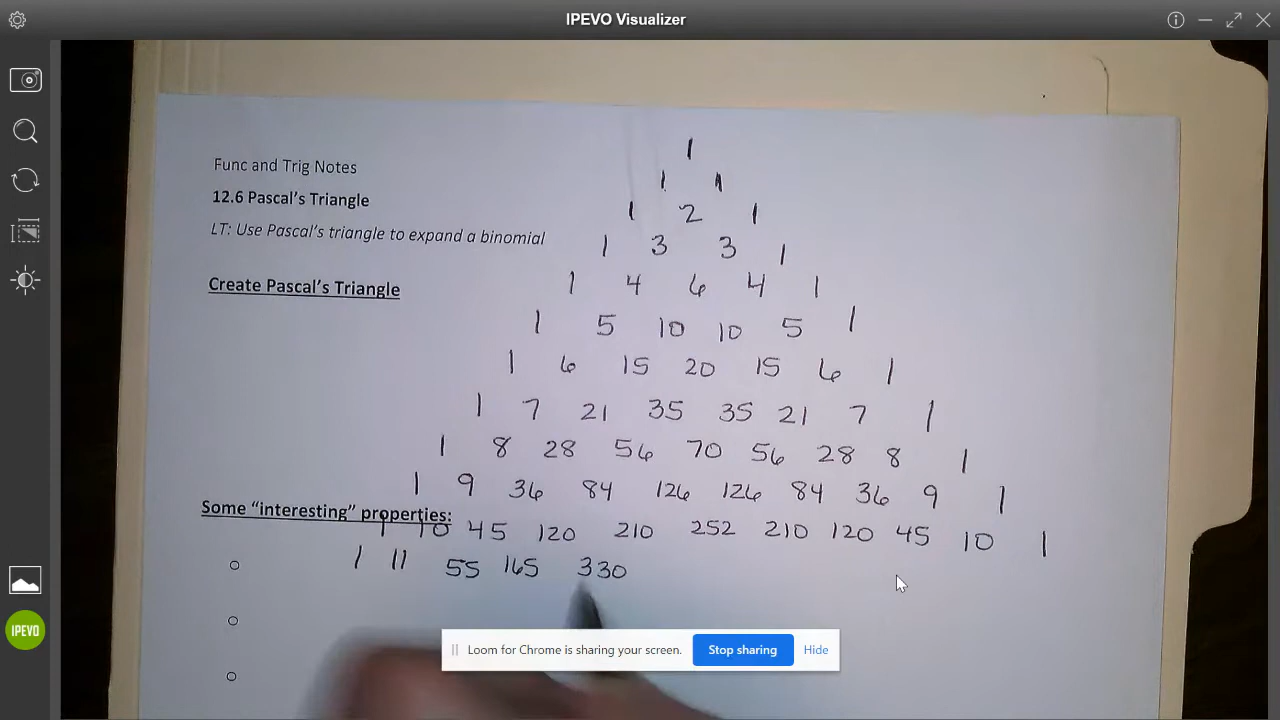 IPEVO Visualizer
Func and Trig Notes
12.6 Pascal's Triangle
LT: Use Pascal's triangle to expand a binomial
Create Pascal's Triangle
1
1 1
1 2 1
1 3 3 1
1 4 6 4 1
1 5 10 10 5 1
1 6 15 20 15 6 1
1 7 21 35 35 21 7 1
1 8 28 56 70 56 28 8 1
1 9 36 84 126 126 84 36 9 1
Some "interesting" properties:
1 10 45 120 210 252 210 120 45 10 1
1 11 55 165 330
IPEVO
Loom for Chrome is sharing your screen. Stop sharing Hide